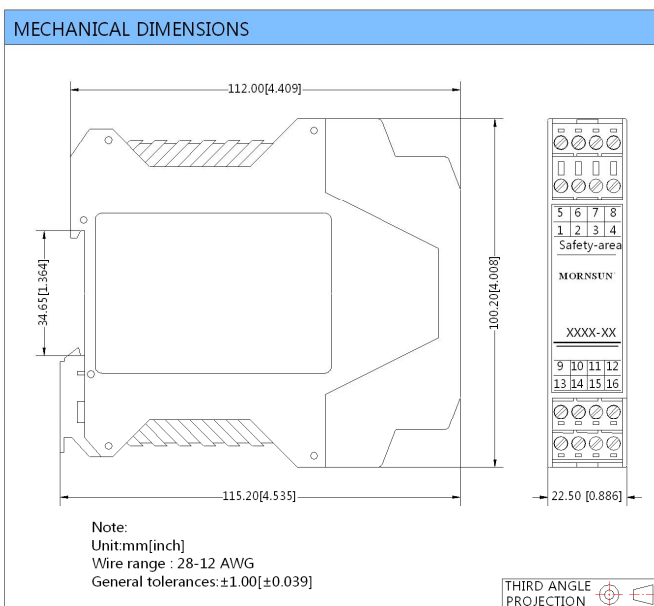 MECHANICAL DIMENSIONS
112.00[4.409]
34.65[1.364]
100.20[4.008]
115.20[4.535]
5 6 7 8
1 2 3 4
Safety-area
MORNSUN
XXXX-XX
9 10 11 12
13 14 15 16
22.50 [0.886]
Note:
Unit:mm[inch]
Wire range : 28-12 AWG
General tolerances:±1.00[±0.039]
THIRD ANGLE
PROJECTION